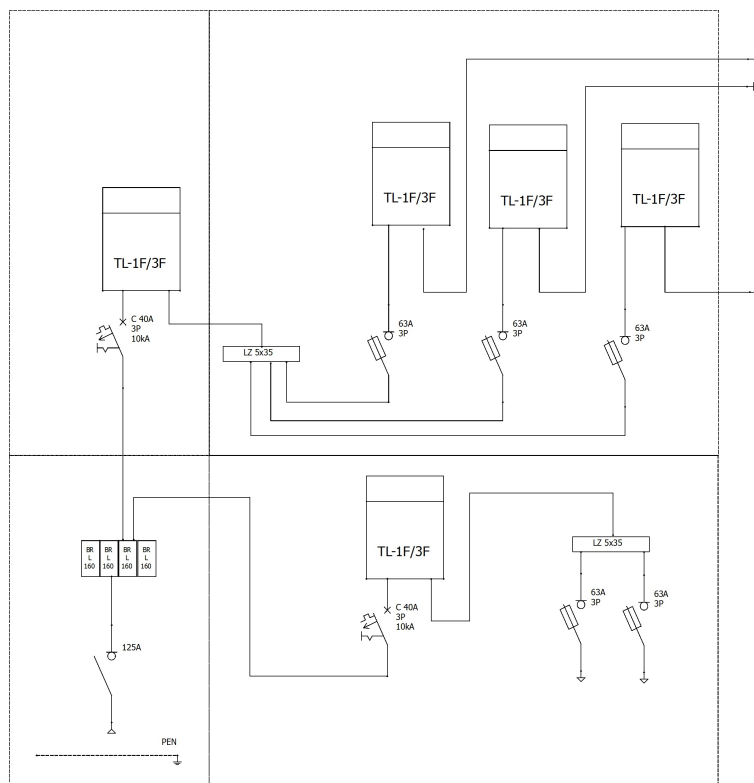 TL-1F/3F
TL-1F/3F
TL-1F/3F
TL-1F/3F
C 40A
3P
10kA
LZ 5x35
63A
3P
63A
3P
63A
3P
BR
L
160
BR
L
160
BR
L
160
BR
L
160
125A
PEN
TL-1F/3F
C 40A
3P
10kA
LZ 5x35
63A
3P
63A
3P